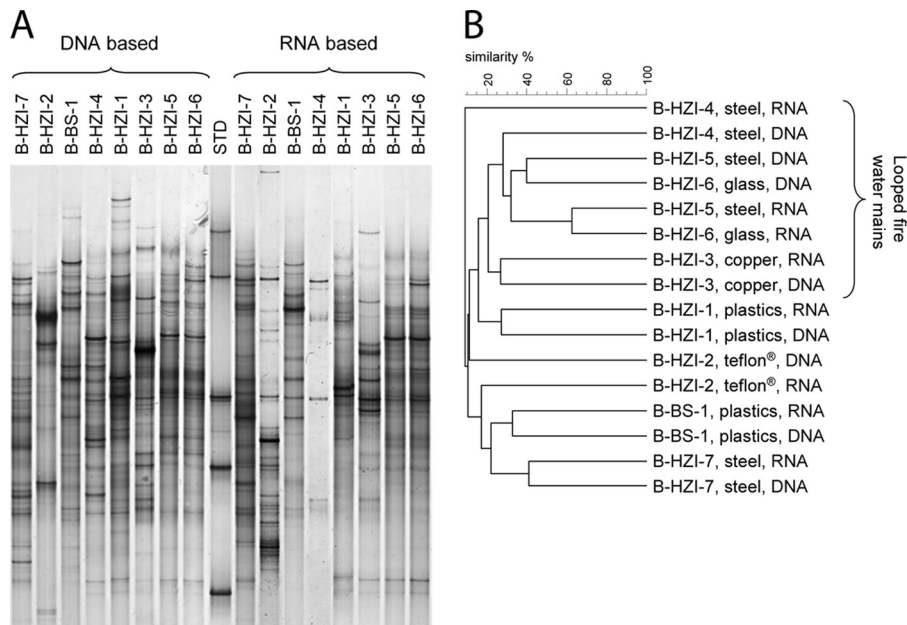 A
DNA based
RNA based
B-HZI-7
B-HZI-2
B-BS-1
B-HZI-4
B-HZI-1
B-HZI-3
B-HZI-5
B-HZI-6
STD
B-HZI-7
B-HZI-2
B-BS-1
B-HZI-4
B-HZI-1
B-HZI-3
B-HZI-5
B-HZI-6
B
similarity %
20
40
60
80
100
B-HZI-4, steel, RNA
B-HZI-4, steel, DNA
B-HZI-5, steel, DNA
B-HZI-6, glass, DNA
B-HZI-5, steel, RNA
B-HZI-6, glass, RNA
B-HZI-3, copper, RNA
B-HZI-3, copper, DNA
B-HZI-1, plastics, RNA
B-HZI-1, plastics, DNA
B-HZI-2, teflon®, DNA
B-HZI-2, teflon®, RNA
B-BS-1, plastics, RNA
B-BS-1, plastics, DNA
B-HZI-7, steel, RNA
B-HZI-7, steel, DNA
Looped fire
water mains